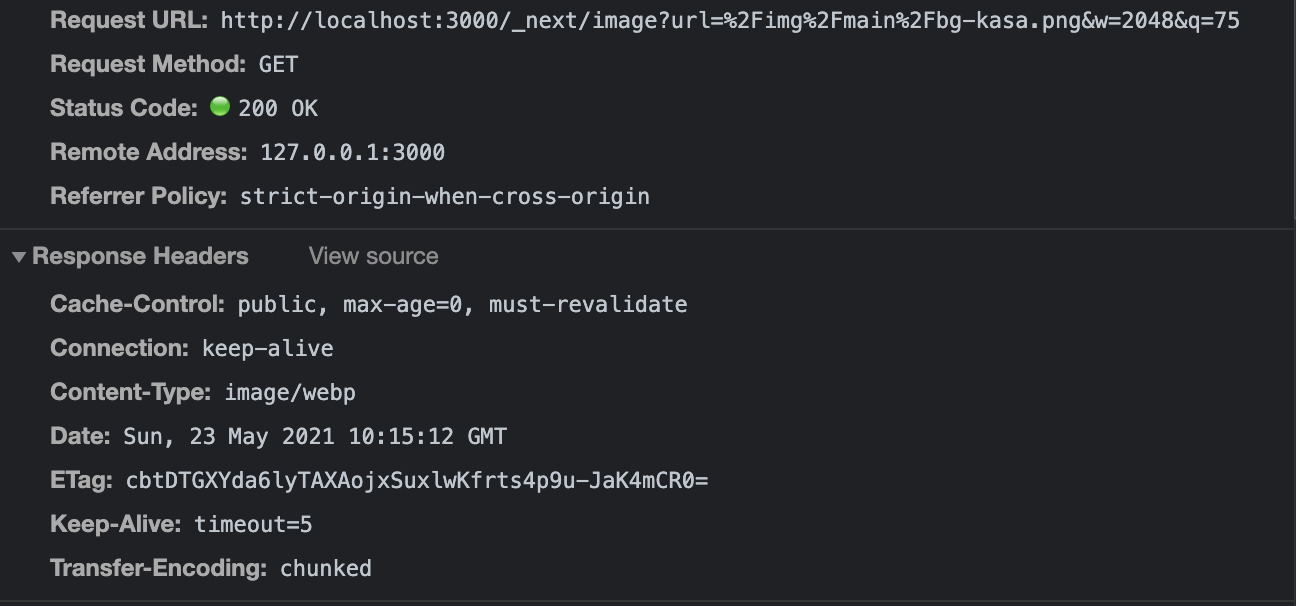 Request URL: http://localhost:3000/_next/image?url=%2Fimg%2Fmain%2Fbg-kasa.png&w=2048&q=75
Request Method: GET
Status Code: 200 OK
Remote Address: 127.0.0.1:3000
Referrer Policy: strict-origin-when-cross-origin
Response Headers View source
Cache-Control: public, max-age=0, must-revalidate
Connection: keep-alive
Content-Type: image/webp
Date: Sun, 23 May 2021 10:15:12 GMT
ETag: cbtDTGXYda6lyTAXAojxSuxlwKfrts4p9u-JaK4mCR0=
Keep-Alive: timeout=5
Transfer-Encoding: chunked